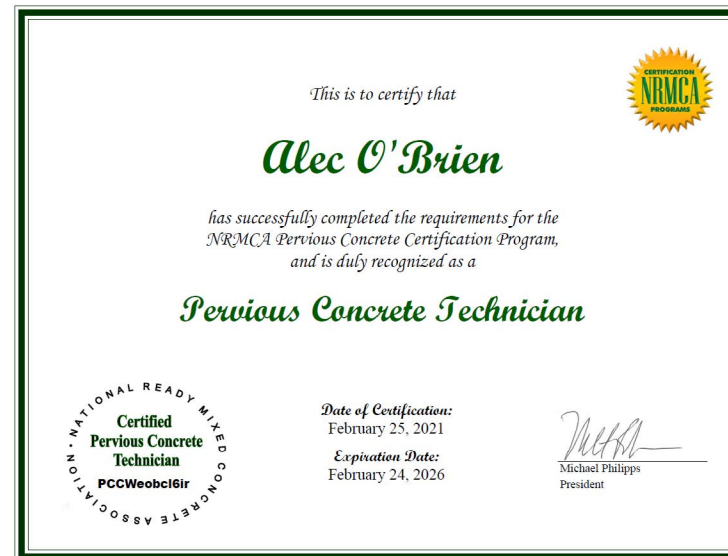 CERTIFICATION
NRMCA
PROGRAMS
This is to certify that
Alec O'Brien
has successfully completed the requirements for the
NRMCA Pervious Concrete Certification Program,
and is duly recognized as a
Pervious Concrete Technician
NATIONAL READY MIXED CONCRETE ASSOCIATION •
Certified
Pervious Concrete
Technician
PCCWeobcl6ir
Date of Certification:
February 25, 2021
Expiration Date:
February 24, 2026
Michael Philipps
President